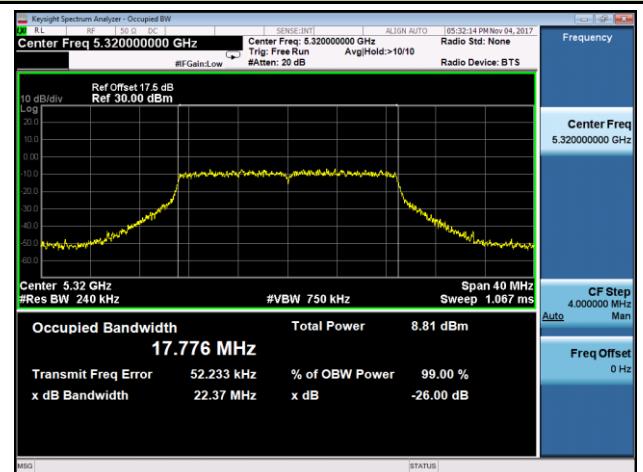 Keysight Spectrum Analyzer - Occupied BW
RL RF 50 Ω DC SENSE:INT ALIGN AUTO 05:32:14 PM Nov 04, 2017
Center Freq 5.320000000 GHz
Center Freq: 5.320000000 GHz
Radio Std: None
Trig: Free Run Avg|Hold:>10/10
#IFGain:Low
#Atten: 20 dB
Radio Device: BTS
Frequency
Ref Offset 17.5 dB
10 dB/div Ref 30.00 dBm
Log
20.0
10.0
0.00
-10.0
-20.0
-30.0
-40.0
-50.0
-60.0
Center Freq
5.320000000 GHz
Center 5.32 GHz
Span 40 MHz
#Res BW 240 kHz
#VBW 750 kHz
Sweep 1.067 ms
CF Step
4.000000 MHz
Auto Man
Occupied Bandwidth
Total Power 8.81 dBm
17.776 MHz
Transmit Freq Error 52.233 kHz
% of OBW Power 99.00 %
x dB Bandwidth 22.37 MHz
x dB -26.00 dB
Freq Offset
0 Hz
MSG
STATUS